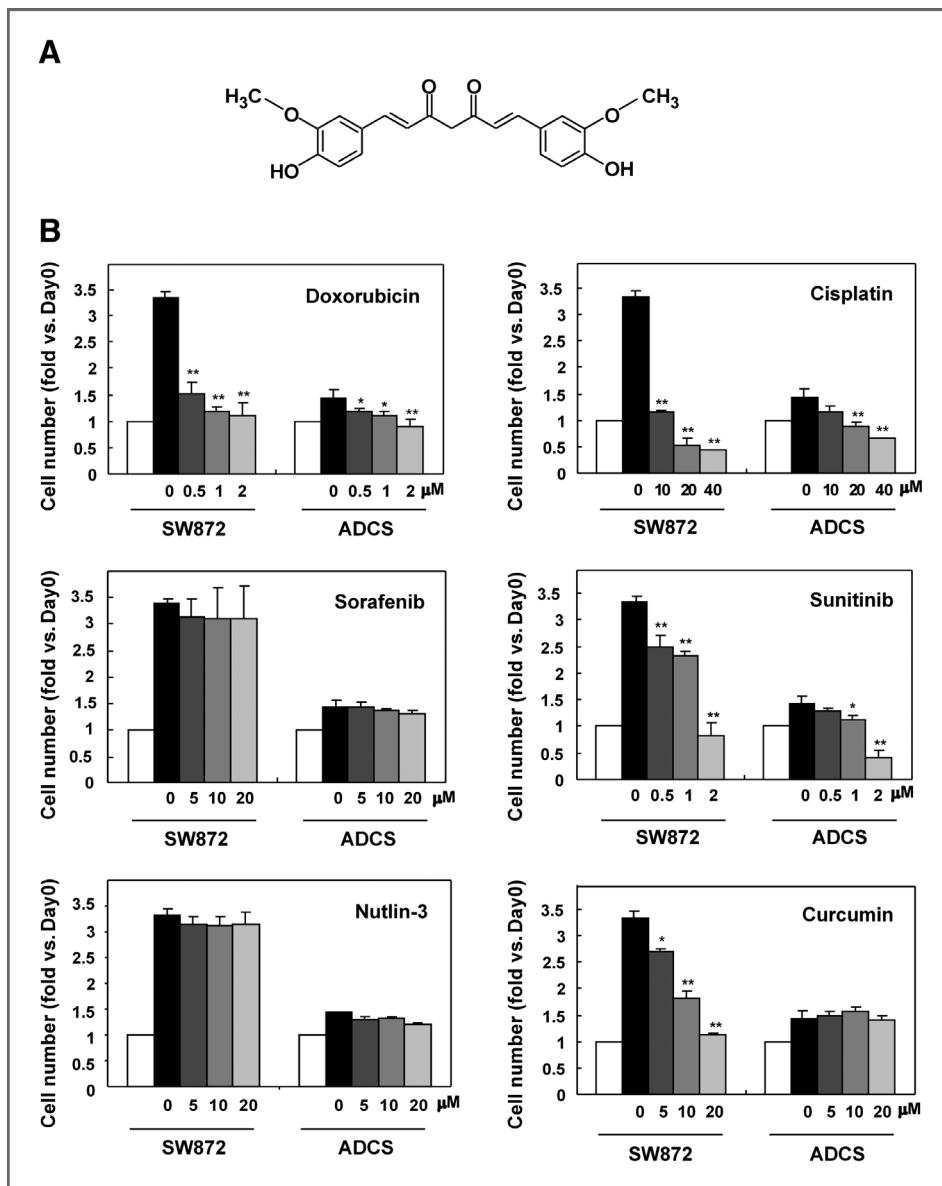 A
O O
H₃C CH₃
O O
HO OH
B
Cell number (fold vs. Day0)
3.5
3
2.5
2
1.5
1
0.5
0
Doxorubicin
** ** ** * * **
0 0.5 1 2 0 0.5 1 2 μM
SW872 ADCS
Cell number (fold vs. Day0)
3.5
3
2.5
2
1.5
1
0.5
0
Cisplatin
** ** ** ** **
0 10 20 40 0 10 20 40 μM
SW872 ADCS
Cell number (fold vs. Day0)
3.5
3
2.5
2
1.5
1
0.5
0
Sorafenib
0 5 10 20 0 5 10 20 μM
SW872 ADCS
Cell number (fold vs. Day0)
3.5
3
2.5
2
1.5
1
0.5
0
Sunitinib
** ** ** * **
0 0.5 1 2 0 0.5 1 2 μM
SW872 ADCS
Cell number (fold vs. Day0)
3.5
3
2.5
2
1.5
1
0.5
0
Nutlin-3
0 5 10 20 0 5 10 20 μM
SW872 ADCS
Cell number (fold vs. Day0)
3.5
3
2.5
2
1.5
1
0.5
0
Curcumin
* ** **
0 5 10 20 0 5 10 20 μM
SW872 ADCS